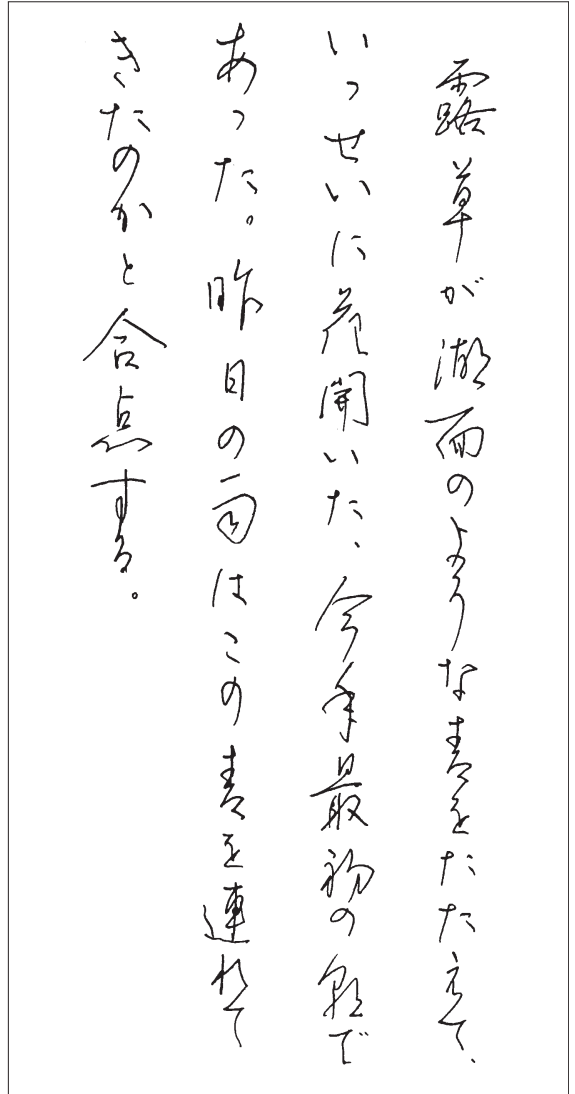 露草が湖面のような青をたたえて、
いっせいに花開いた、今年最初の朝で
あった。昨日の雨はこの青を連れて
きたのかと合点する。